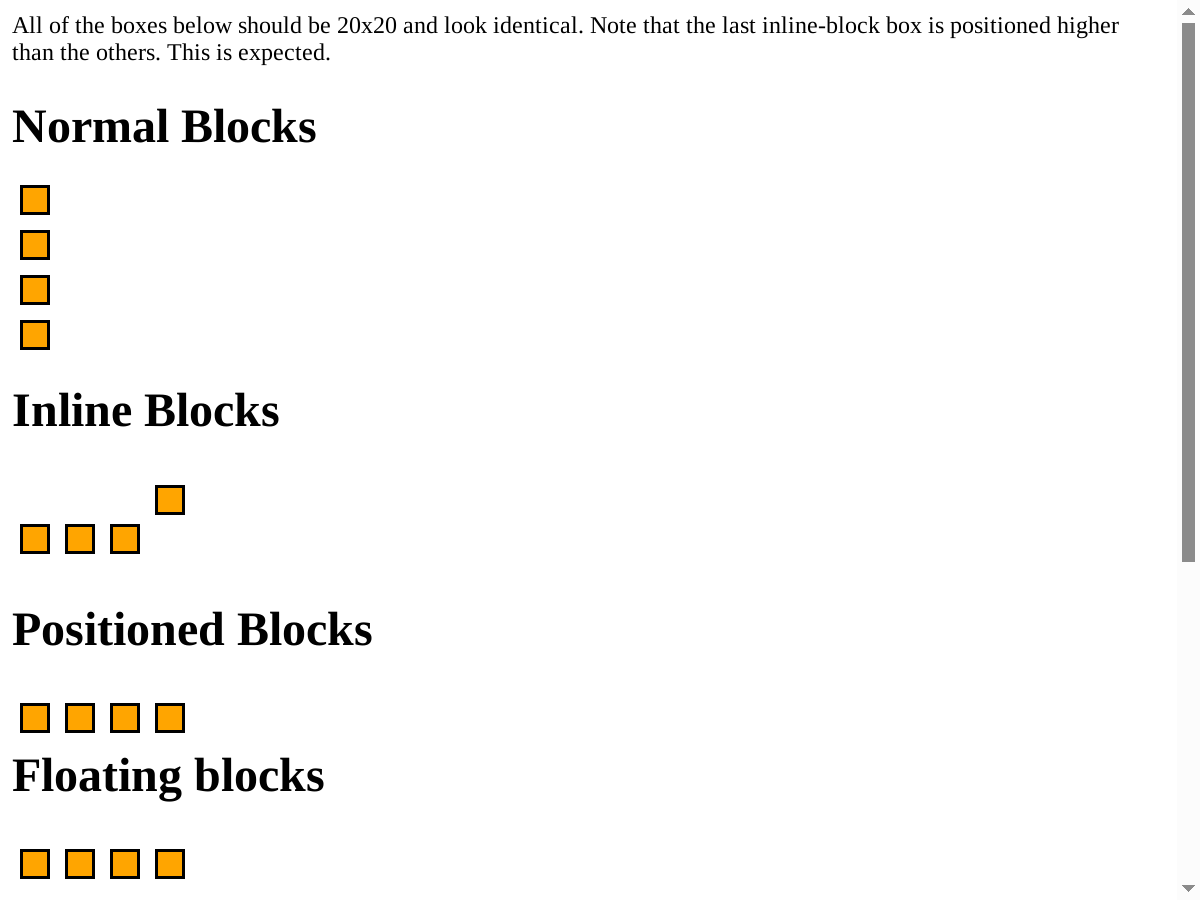 All of the boxes below should be 20x20 and look identical. Note that the last inline-block box is positioned higher
than the others. This is expected.
Normal Blocks
Inline Blocks
Positioned Blocks
Floating blocks